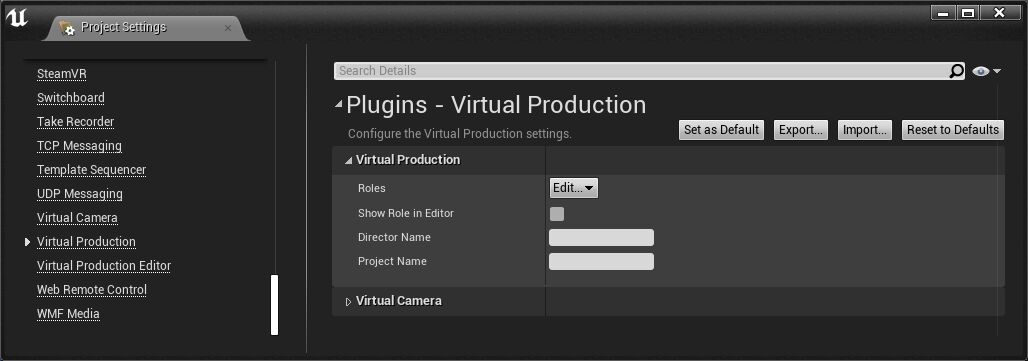 Project Settings
SteamVR
Switchboard
Take Recorder
TCP Messaging
Template Sequencer
UDP Messaging
Virtual Camera
Virtual Production
Virtual Production Editor
Web Remote Control
WMF Media
Search Details
Plugins - Virtual Production
Configure the Virtual Production settings.
Set as Default Export... Import... Reset to Defaults
Virtual Production
Roles Edit...
Show Role in Editor
Director Name
Project Name
Virtual Camera